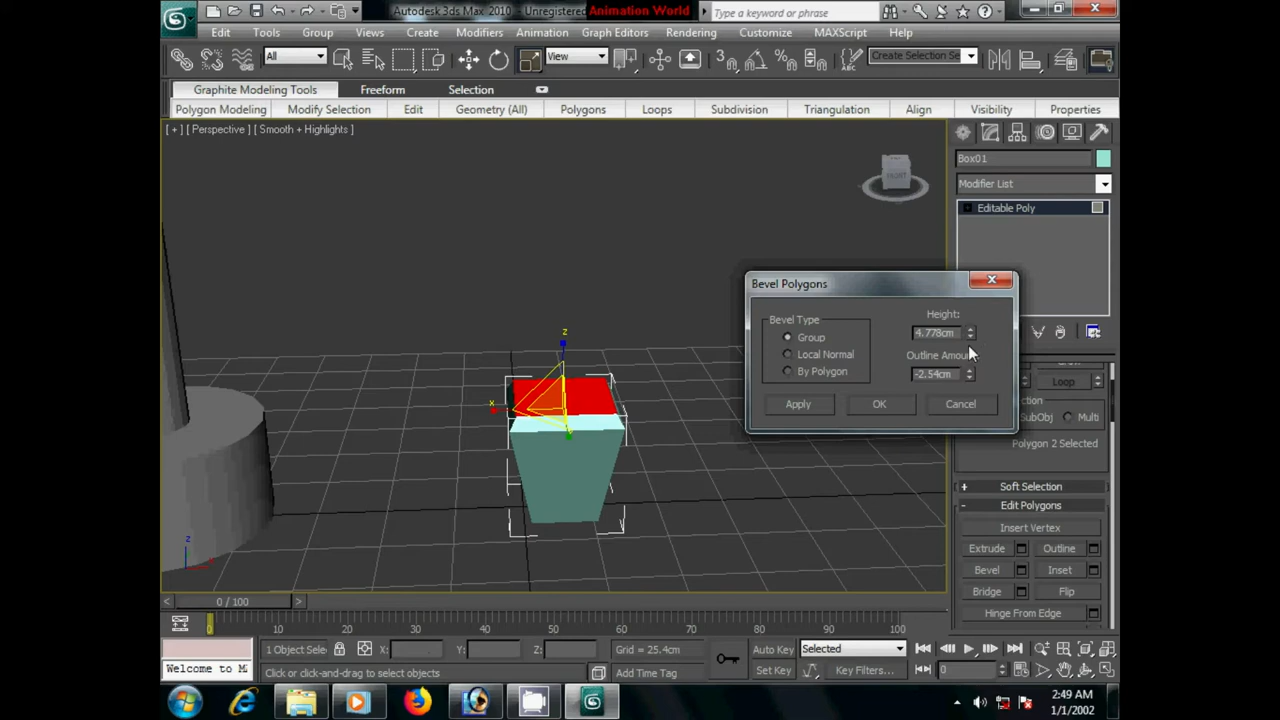 Autodesk 3ds Max 2010 - Unregistered
Animation World
Type a keyword or phrase
Edit Tools Group Views Create Modifiers Animation Graph Editors Rendering Customize MAXScript Help
All
View
Create Selection Se
Graphite Modeling Tools Freeform Selection
Polygon Modeling Modify Selection Edit Geometry (All) Polygons Loops Subdivision Triangulation Align Visibility Properties
[ + ] [ Perspective ] [ Smooth + Highlights ]
Box01
Modifier List
Editable Poly
Bevel Polygons
Bevel Type
Group
Local Normal
By Polygon
Height:
4.778cm
Outline Amou
-2.54cm
Apply OK Cancel
z
x
z
x
Loop
ction
SubObj Multi
Polygon 2 Selected
Soft Selection
Edit Polygons
Insert Vertex
Extrude Outline
Bevel Inset
Bridge Flip
Hinge From Edge
0 / 100
0 10 20 30 40 50 60 70 80 90 100
1 Object Sele X: Y: Z: Grid = 25.4cm Auto Key Selected
Welcome to M Click or click-and-drag to select objects Add Time Tag Set Key Key Filters... 0
2:49 AM
1/1/2002